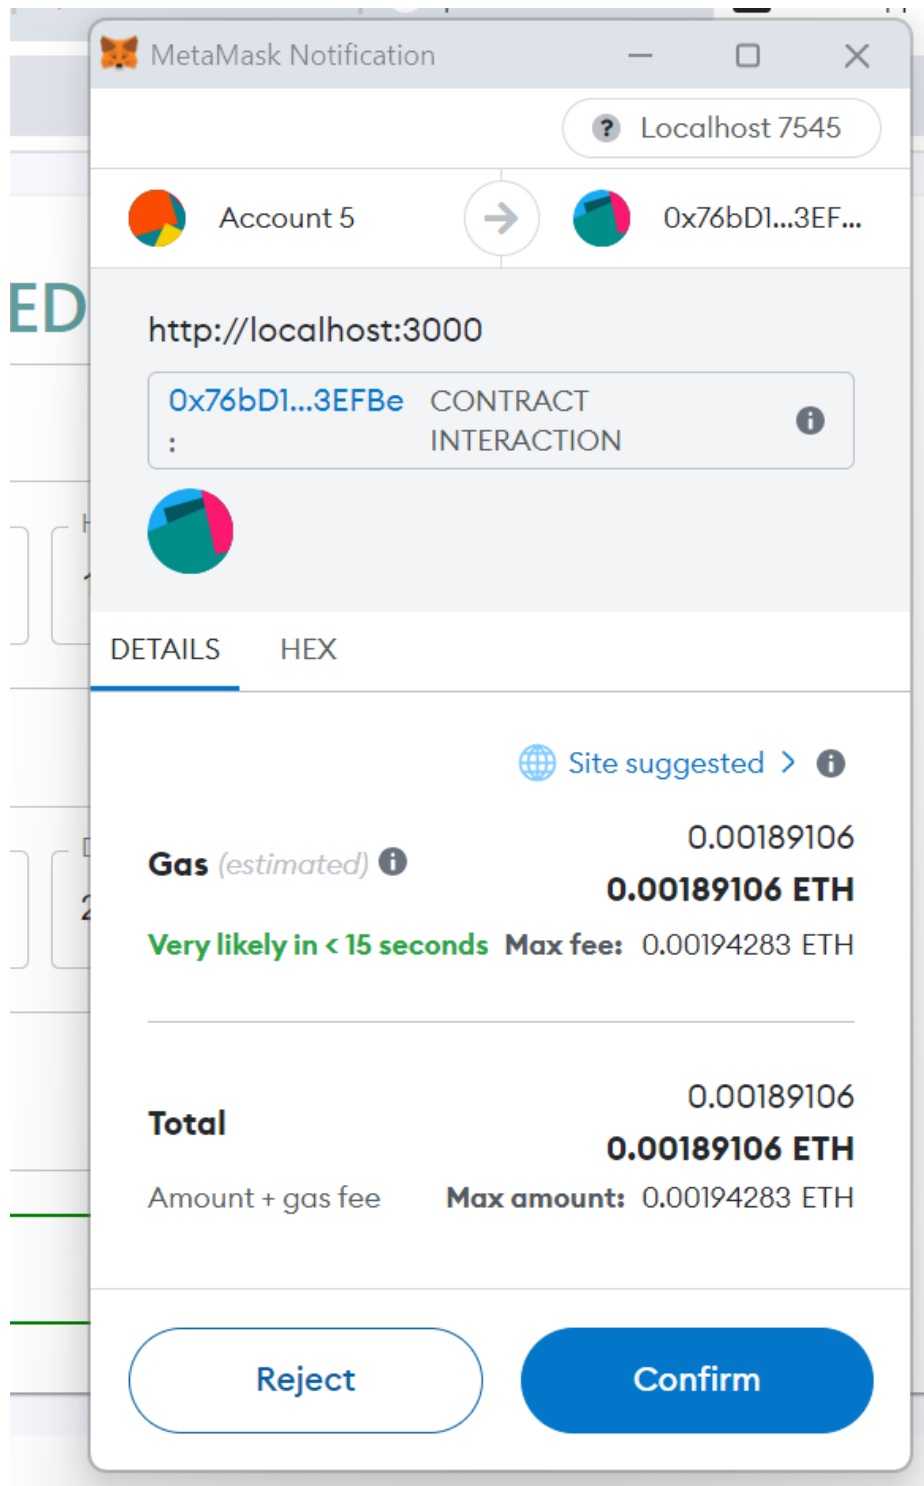 MetaMask Notification
? Localhost 7545
Account 5
0x76bD1...3EF...
ED
http://localhost:3000
0x76bD1...3EFBe CONTRACT
: INTERACTION
DETAILS HEX
Site suggested >
0.00189106
Gas (estimated)
0.00189106 ETH
Very likely in < 15 seconds Max fee: 0.00194283 ETH
0.00189106
Total
0.00189106 ETH
Amount + gas fee Max amount: 0.00194283 ETH
Reject Confirm